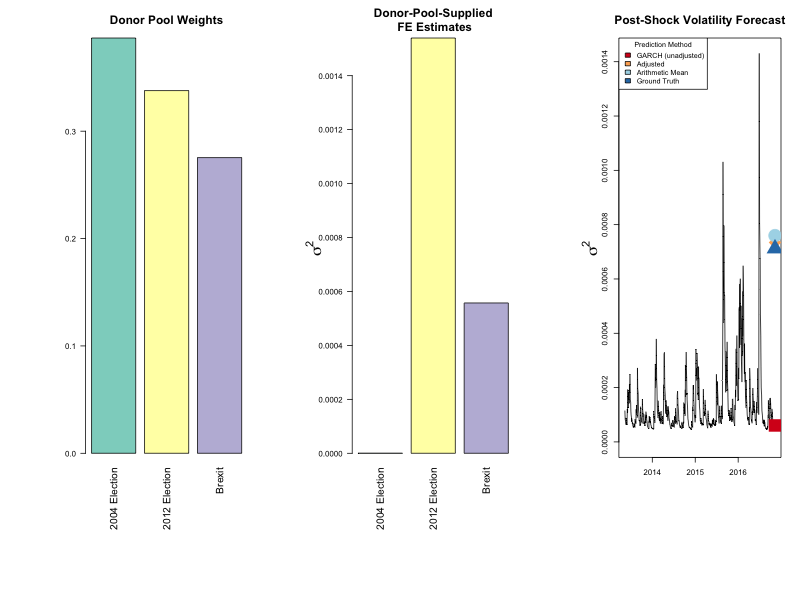 Donor Pool Weights
0.3
0.2
0.1
0.0
2004 Election
2012 Election
Brexit
Donor-Pool-Supplied
FE Estimates
σ²
0.0014
0.0012
0.0010
0.0008
0.0006
0.0004
0.0002
0.0000
2004 Election
2012 Election
Brexit
Post-Shock Volatility Forecast
Prediction Method
GARCH (unadjusted)
Adjusted
Arithmetic Mean
Ground Truth
σ²
0.0014
0.0012
0.0010
0.0008
0.0006
0.0004
0.0002
0.0000
2014
2015
2016